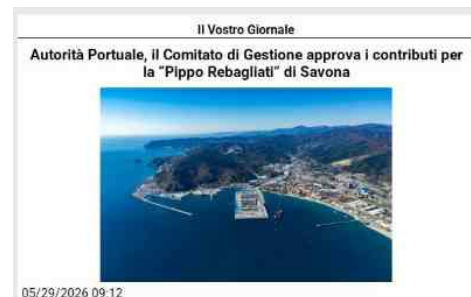 Il Vostro Giornale
Autorità Portuale, il Comitato di Gestione approva i contributi per
la "Pippo Rebagliati" di Savona
05/29/2026 09:12